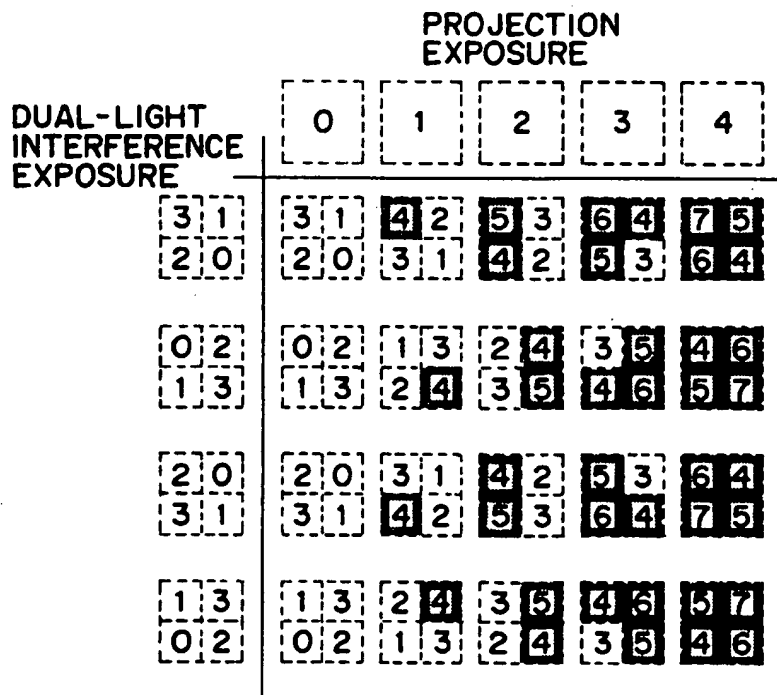 PROJECTION
EXPOSURE
DUAL-LIGHT
INTERFERENCE
EXPOSURE
0 1 2 3 4
3 1 3 1 4 2 5 3 6 4 7 5
2 0 2 0 3 1 4 2 5 3 6 4
0 2 0 2 1 3 2 4 3 5 4 6
1 3 1 3 2 4 3 5 4 6 5 7
2 0 2 0 3 1 4 2 5 3 6 4
3 1 3 1 4 2 5 3 6 4 7 5
1 3 1 3 2 4 3 5 4 6 5 7
0 2 0 2 1 3 2 4 3 5 4 6